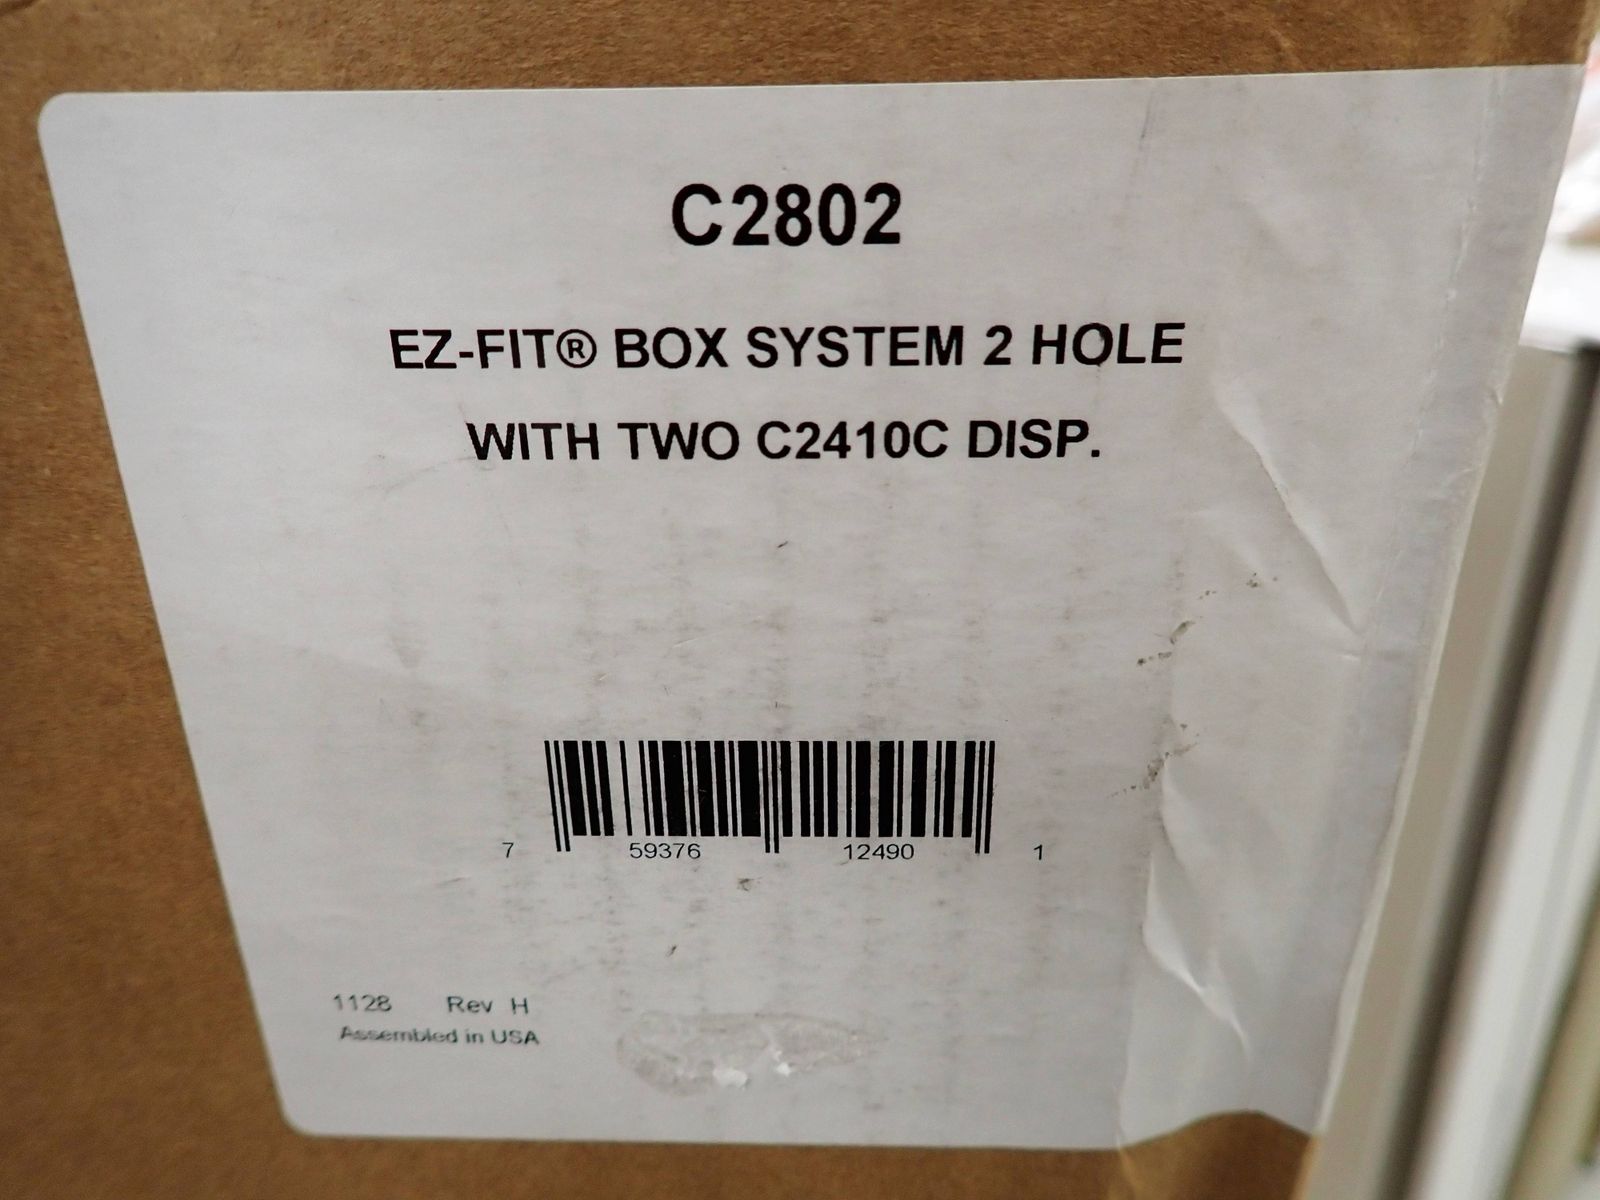 C2802
EZ-FIT® BOX SYSTEM 2 HOLE
WITH TWO C2410C DISP.
7 59376 12490 1
1128 Rev H
Assembled in USA